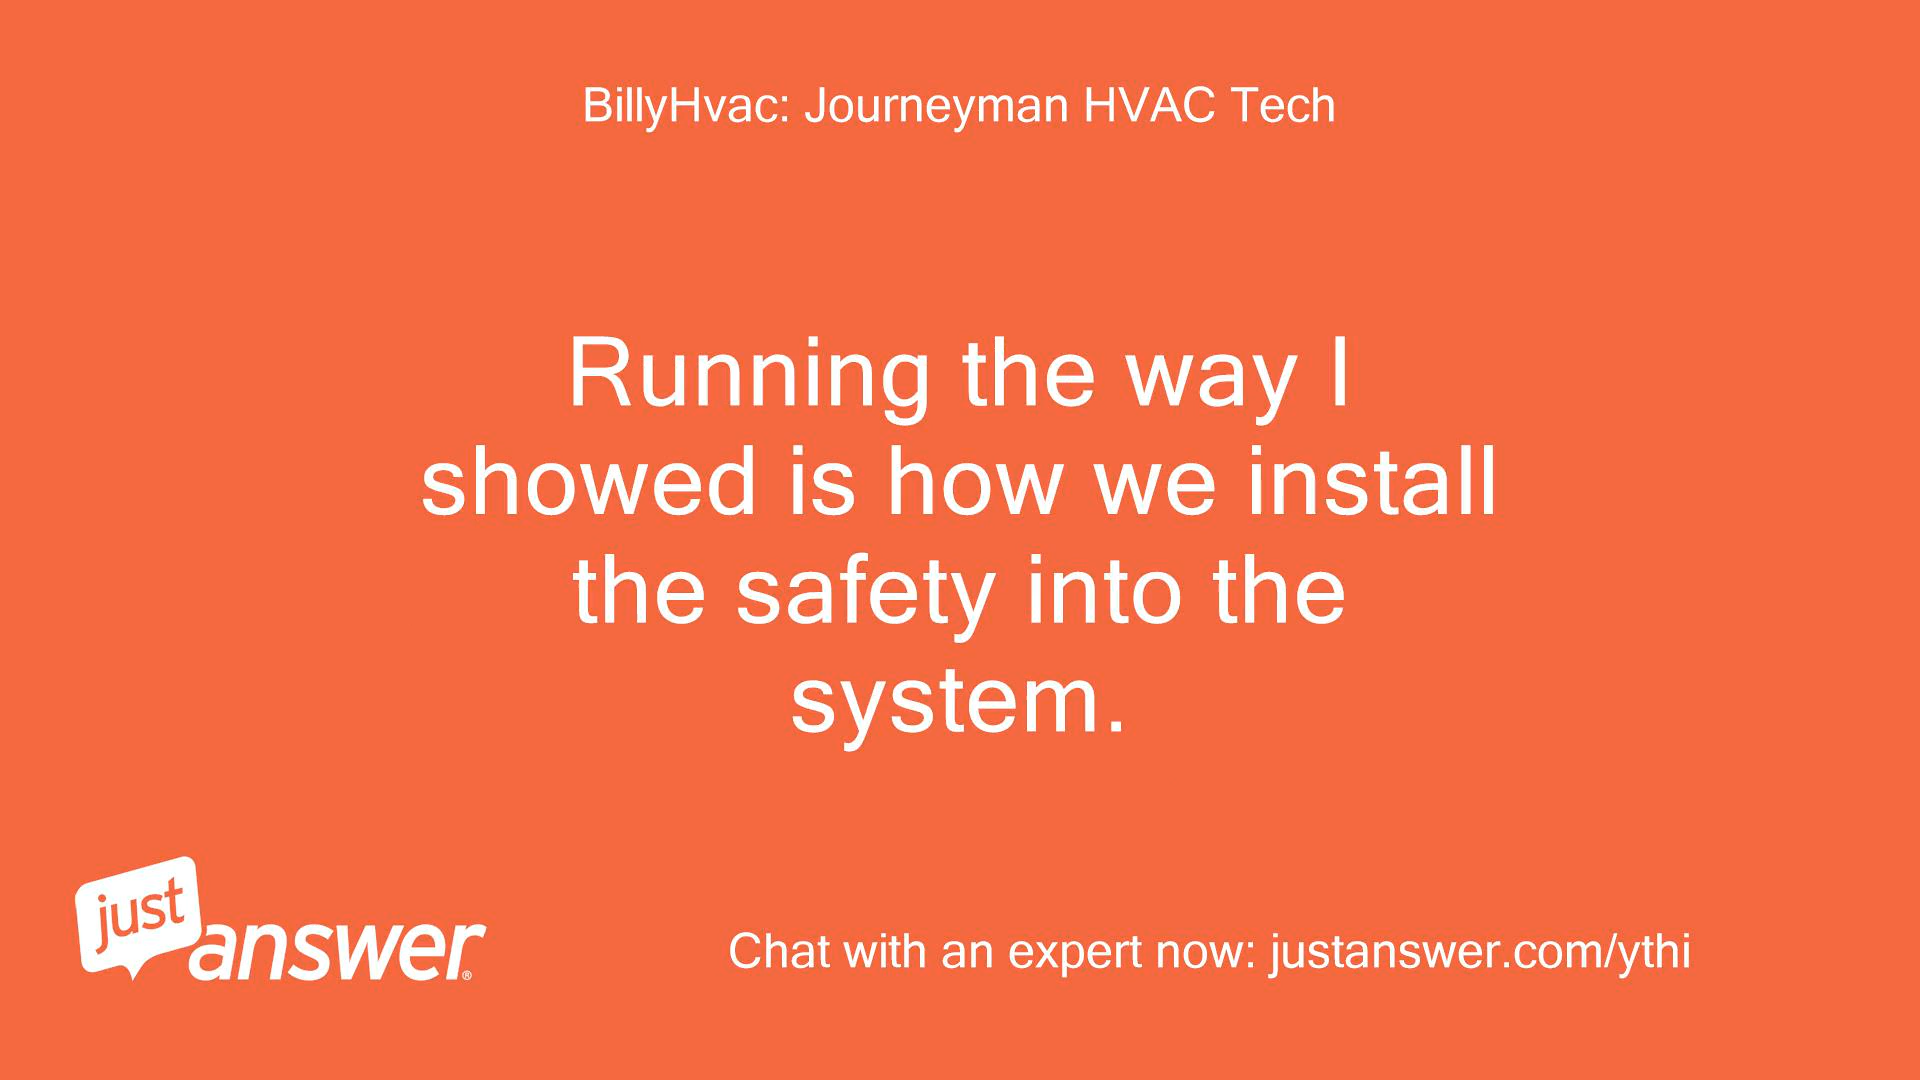 BillyHvac: Journeyman HVAC Tech
Running the way I
showed is how we install
the safety into the
system.
just
answer®
Chat with an expert now: justanswer.com/ythi